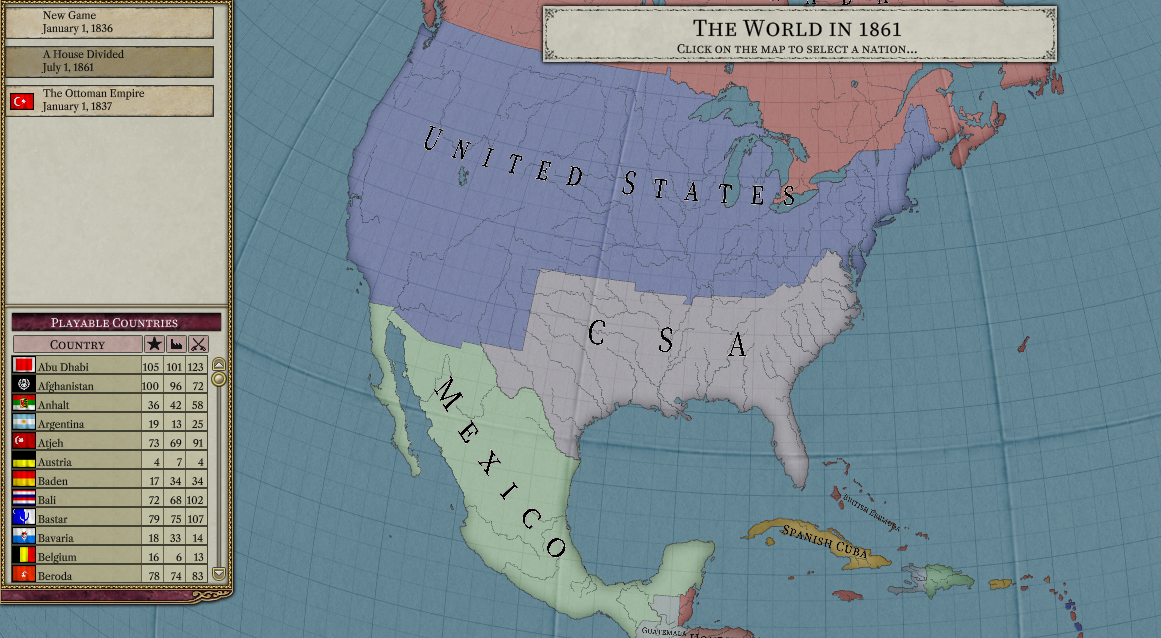 New Game
January 1, 1836
A House Divided
July 1, 1861
The Ottoman Empire
January 1, 1837
The World in 1861
Click on the map to select a nation...
UNITED STATES
CSA
MEXICO
SPANISH CUBA
GUATEMALA
Playable Countries
Country
Abu Dhabi 105 101 123
Afghanistan 100 96 72
Anhalt 36 42 58
Argentina 19 13 25
Atjeh 73 69 91
Austria 4 7 4
Baden 17 34 34
Bali 72 68 102
Bastar 79 75 107
Bavaria 18 33 14
Belgium 16 6 13
Beroda 78 74 83